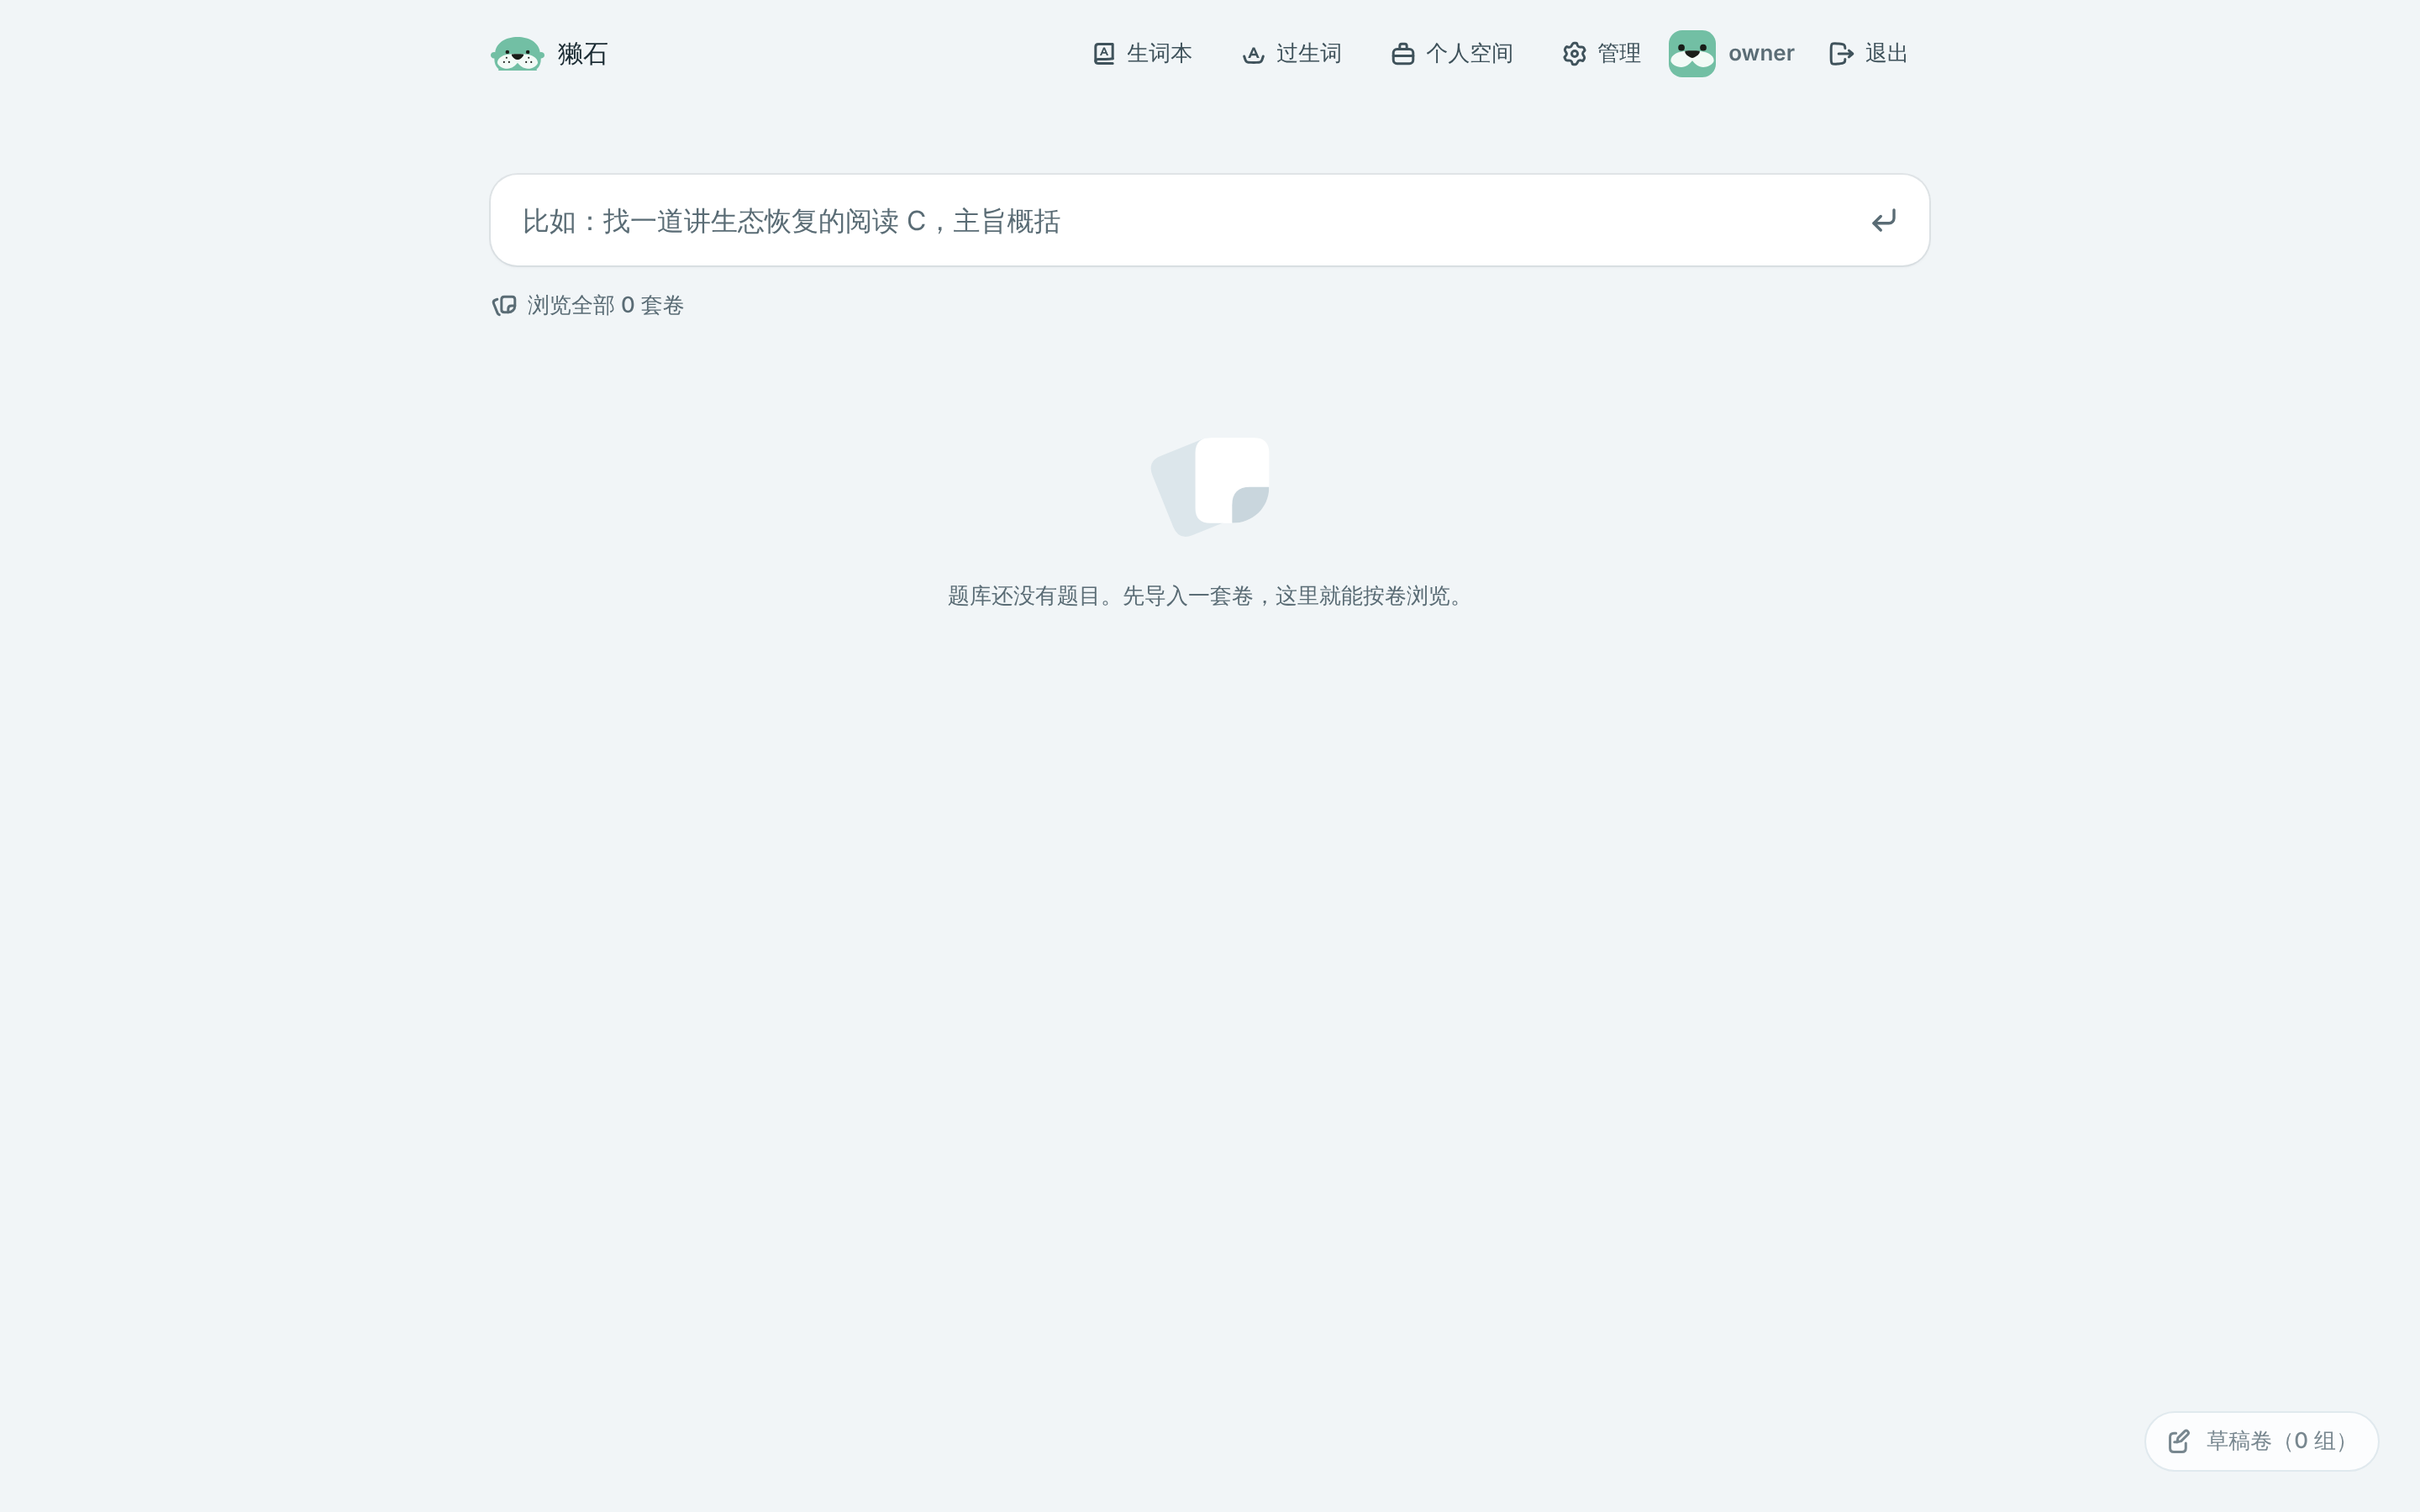 獭石
生词本
过生词
个人空间
管理
owner
退出
比如：找一道讲生态恢复的阅读 C，主旨概括
浏览全部 0 套卷
题库还没有题目。先导入一套卷，这里就能按卷浏览。
草稿卷（0 组）